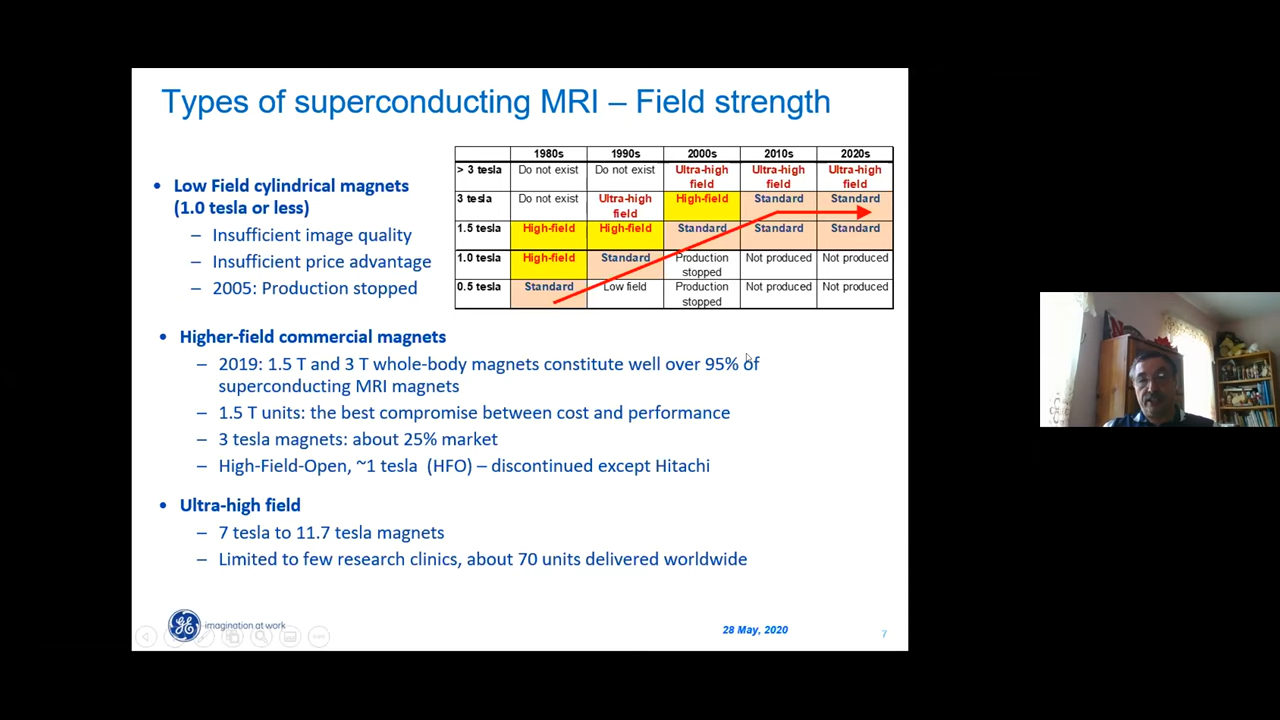 Types of superconducting MRI – Field strength
• Low Field cylindrical magnets
(1.0 tesla or less)
– Insufficient image quality
– Insufficient price advantage
– 2005: Production stopped
1980s 1990s 2000s 2010s 2020s
> 3 tesla Do not exist Do not exist Ultra-high field Ultra-high field Ultra-high field
3 tesla Do not exist Ultra-high field High-field Standard Standard
1.5 tesla High-field High-field Standard Standard Standard
1.0 tesla High-field Standard Production stopped Not produced Not produced
0.5 tesla Standard Low field Production stopped Not produced Not produced
• Higher-field commercial magnets
– 2019: 1.5 T and 3 T whole-body magnets constitute well over 95% of
superconducting MRI magnets
– 1.5 T units: the best compromise between cost and performance
– 3 tesla magnets: about 25% market
– High-Field-Open, ~1 tesla (HFO) – discontinued except Hitachi
• Ultra-high field
– 7 tesla to 11.7 tesla magnets
– Limited to few research clinics, about 70 units delivered worldwide
GE imagination at work
28 May, 2020
7